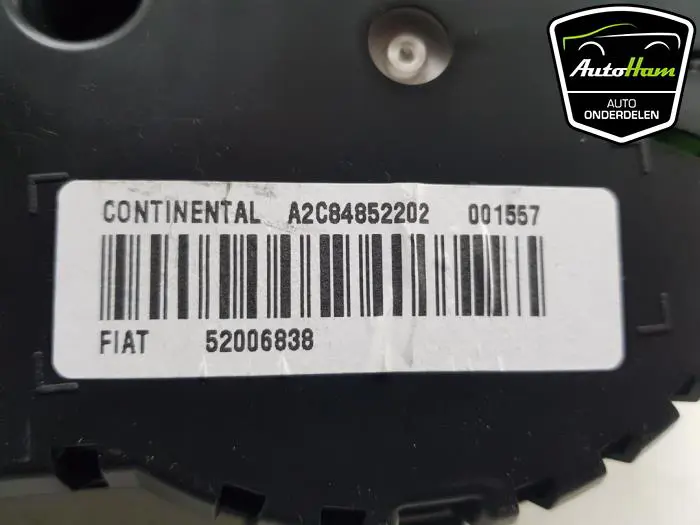 AutoHam
AUTO
ONDERDELEN
CONTINENTAL A2C84852202 001557
FIAT 52006838